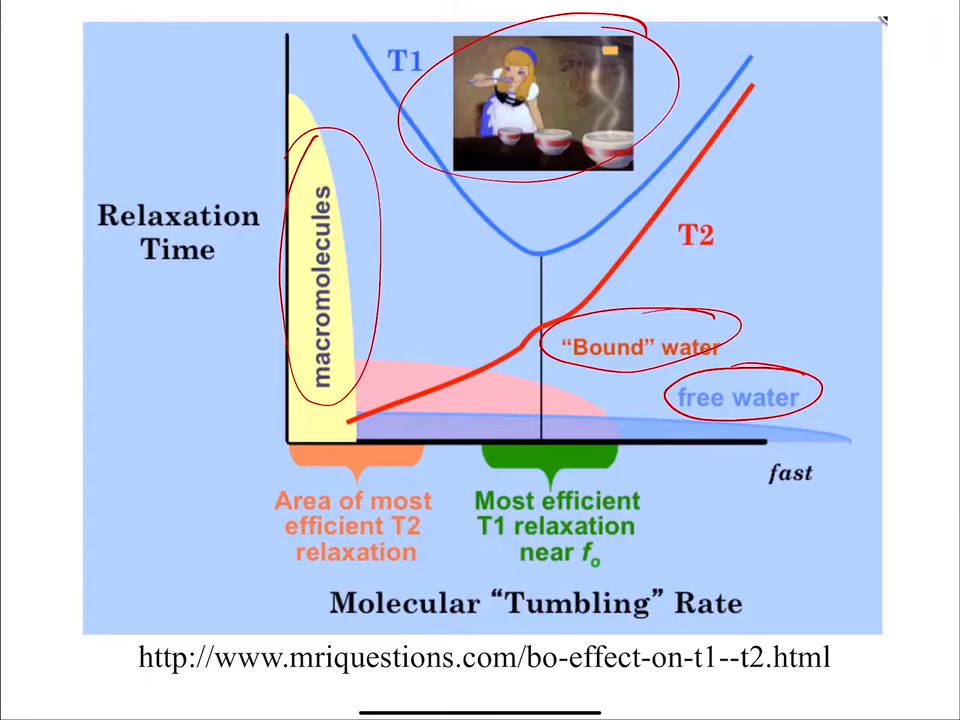 T1
Relaxation
Time
macromolecules
T2
“Bound” water
free water
fast
Area of most
efficient T2
relaxation
Most efficient
T1 relaxation
near fo
Molecular “Tumbling” Rate
http://www.mriquestions.com/bo-effect-on-t1--t2.html